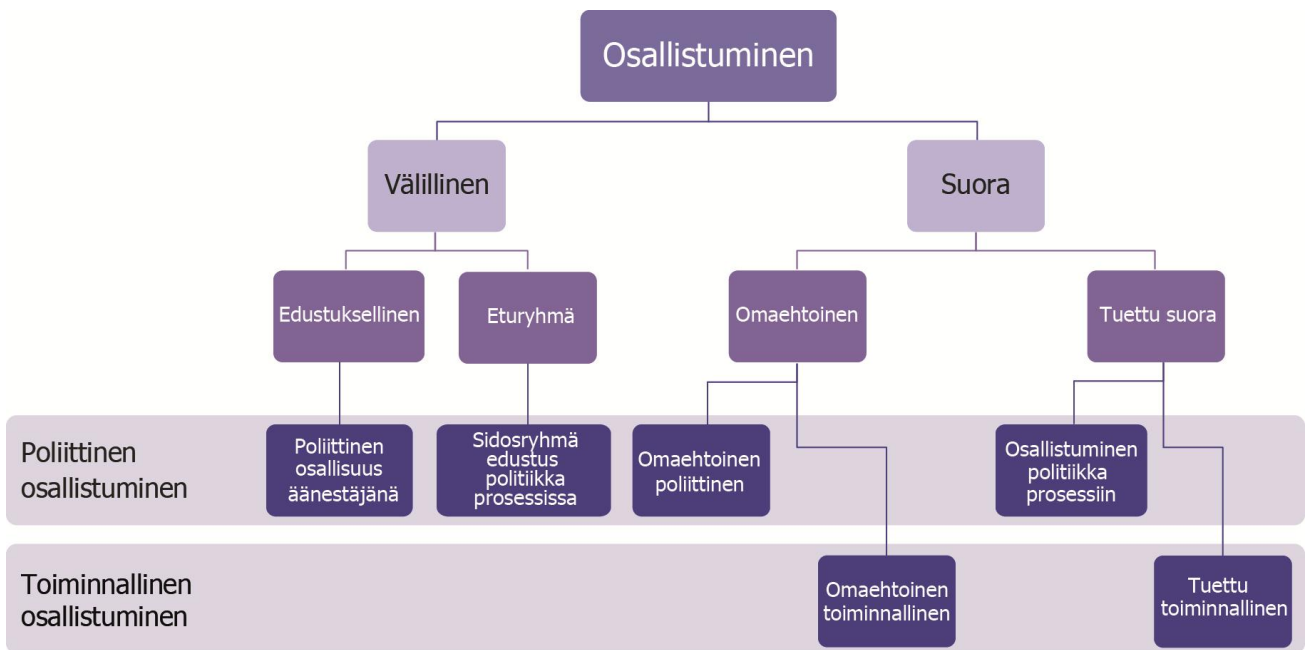 Osallistuminen
Välillinen
Suora
Edustuksellinen
Eturyhmä
Omaehtoinen
Tuettu suora
Poliittinen
osallistuminen
Poliittinen
osallisuus
äänestäjänä
Sidosryhmä
edustus
politiikka
prosessissa
Omaehtoinen
poliittinen
Osallistuminen
politiikka
prosessiin
Toiminnallinen
osallistuminen
Omaehtoinen
toiminnallinen
Tuettu
toiminnallinen